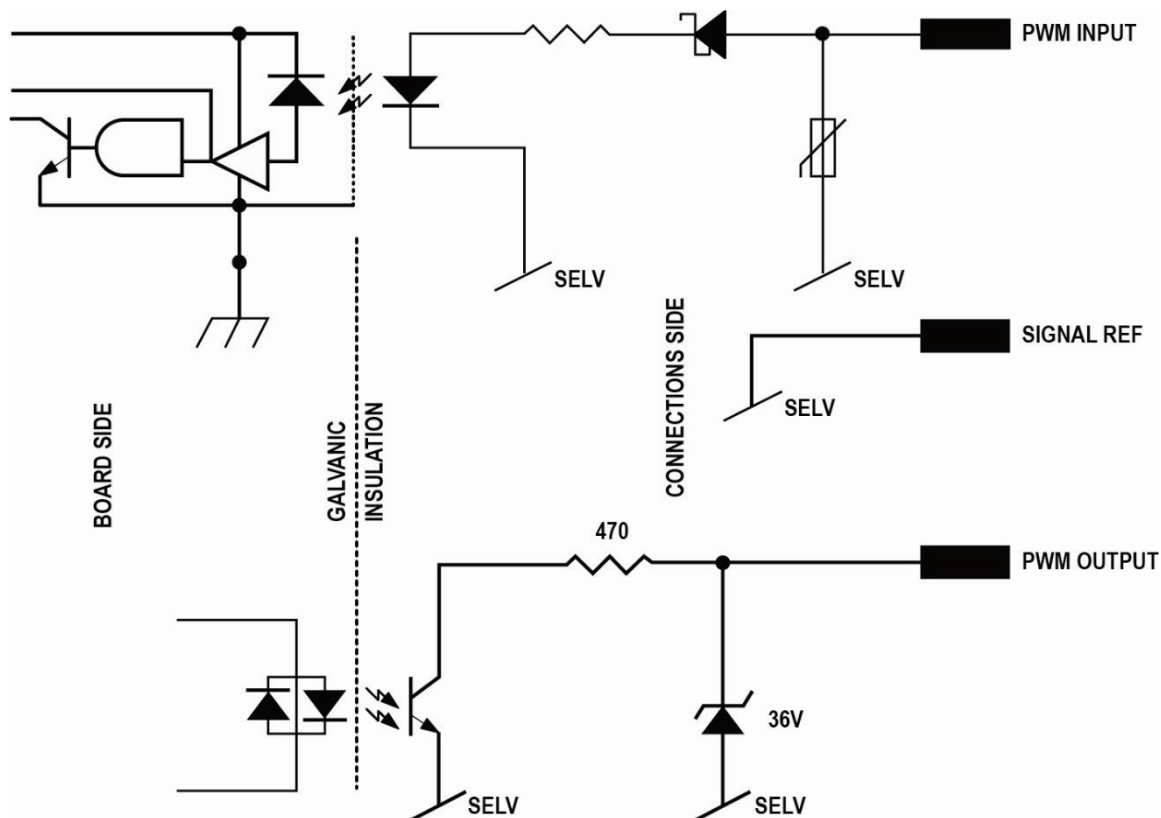 PWM INPUT
SELV
SELV
SIGNAL REF
SELV
BOARD SIDE
GALVANIC
INSULATION
CONNECTIONS SIDE
470
PWM OUTPUT
36V
SELV
SELV